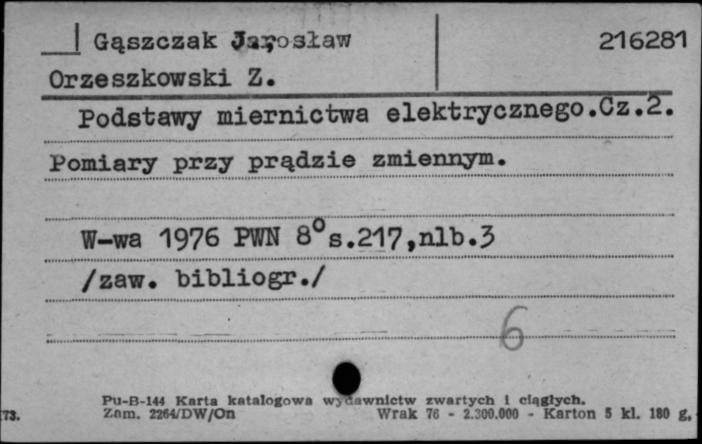 Gąszczak Jarosław 216281
Orzeszkowski Z.
Podstawy miernictwa elektrycznego.Cz.2.
Pomiary przy prądzie zmiennym.
W-wa 1976 PWN 8°s.217,nlb.3
/zaw. bibliogr./
6
Pu-B-144 Karta katalogowa wydawnictw zwartych i ciągłych.
73. Zam. 2264/DW/On Wrak 76 - 2.300.000 - Karton 5 kl. 180 g,